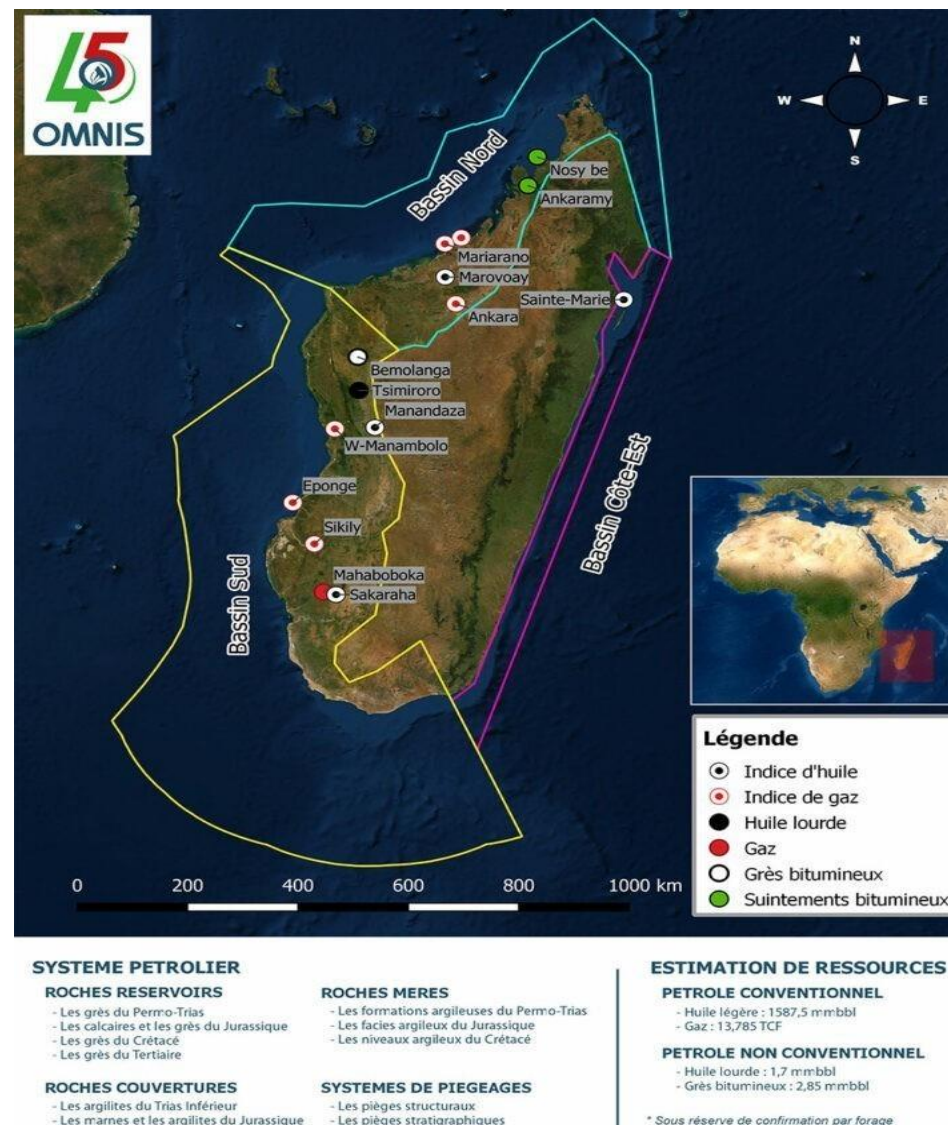 45
OMNIS
N
W E
S
Bassin Nord
Nosy be
Ankaramy
Mariarano
Marovoay
Sainte-Marie
Ankara
Bemolanga
Tsimiroro
Manandaza
W-Manambolo
Eponge
Sikily
Mahaboboka
Sakaraha
Bassin Sud
Bassin Côte-Est
Légende
Indice d'huile
Indice de gaz
Huile lourde
Gaz
Grès bitumineux
Suintements bitumineux
0 200 400 600 800 1000 km
SYSTEME PETROLIER
ROCHES RESERVOIRS
- Les grès du Permo-Trias
- Les calcaires et les grès du Jurassique
- Les grès du Crétacé
- Les grès du Tertiaire
ROCHES COUVERTURES
- Les argilites du Trias Inférieur
- Les marnes et les argilites du Jurassique
ROCHES MERES
- Les formations argileuses du Permo-Trias
- Les facies argileux du Jurassique
- Les niveaux argileux du Crétacé
SYSTEMES DE PIEGEAGES
- Les pièges structuraux
- Les pièges stratigraphiques
ESTIMATION DE RESSOURCES
PETROLE CONVENTIONNEL
- Huile légère : 1587,5 mmbbl
- Gaz : 13,785 TCF
PETROLE NON CONVENTIONNEL
- Huile lourde : 1,7 mmbbl
- Grès bitumineux : 2,85 mmbbl
* Sous réserve de confirmation par forage